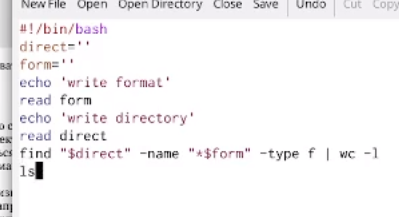 New File Open Open Directory Close Save Undo Cut Copy
#!/bin/bash
direct=''
form=''
echo 'write format'
read form
echo 'write directory'
read direct
find "$direct" -name "*$form" -type f | wc -l
ls